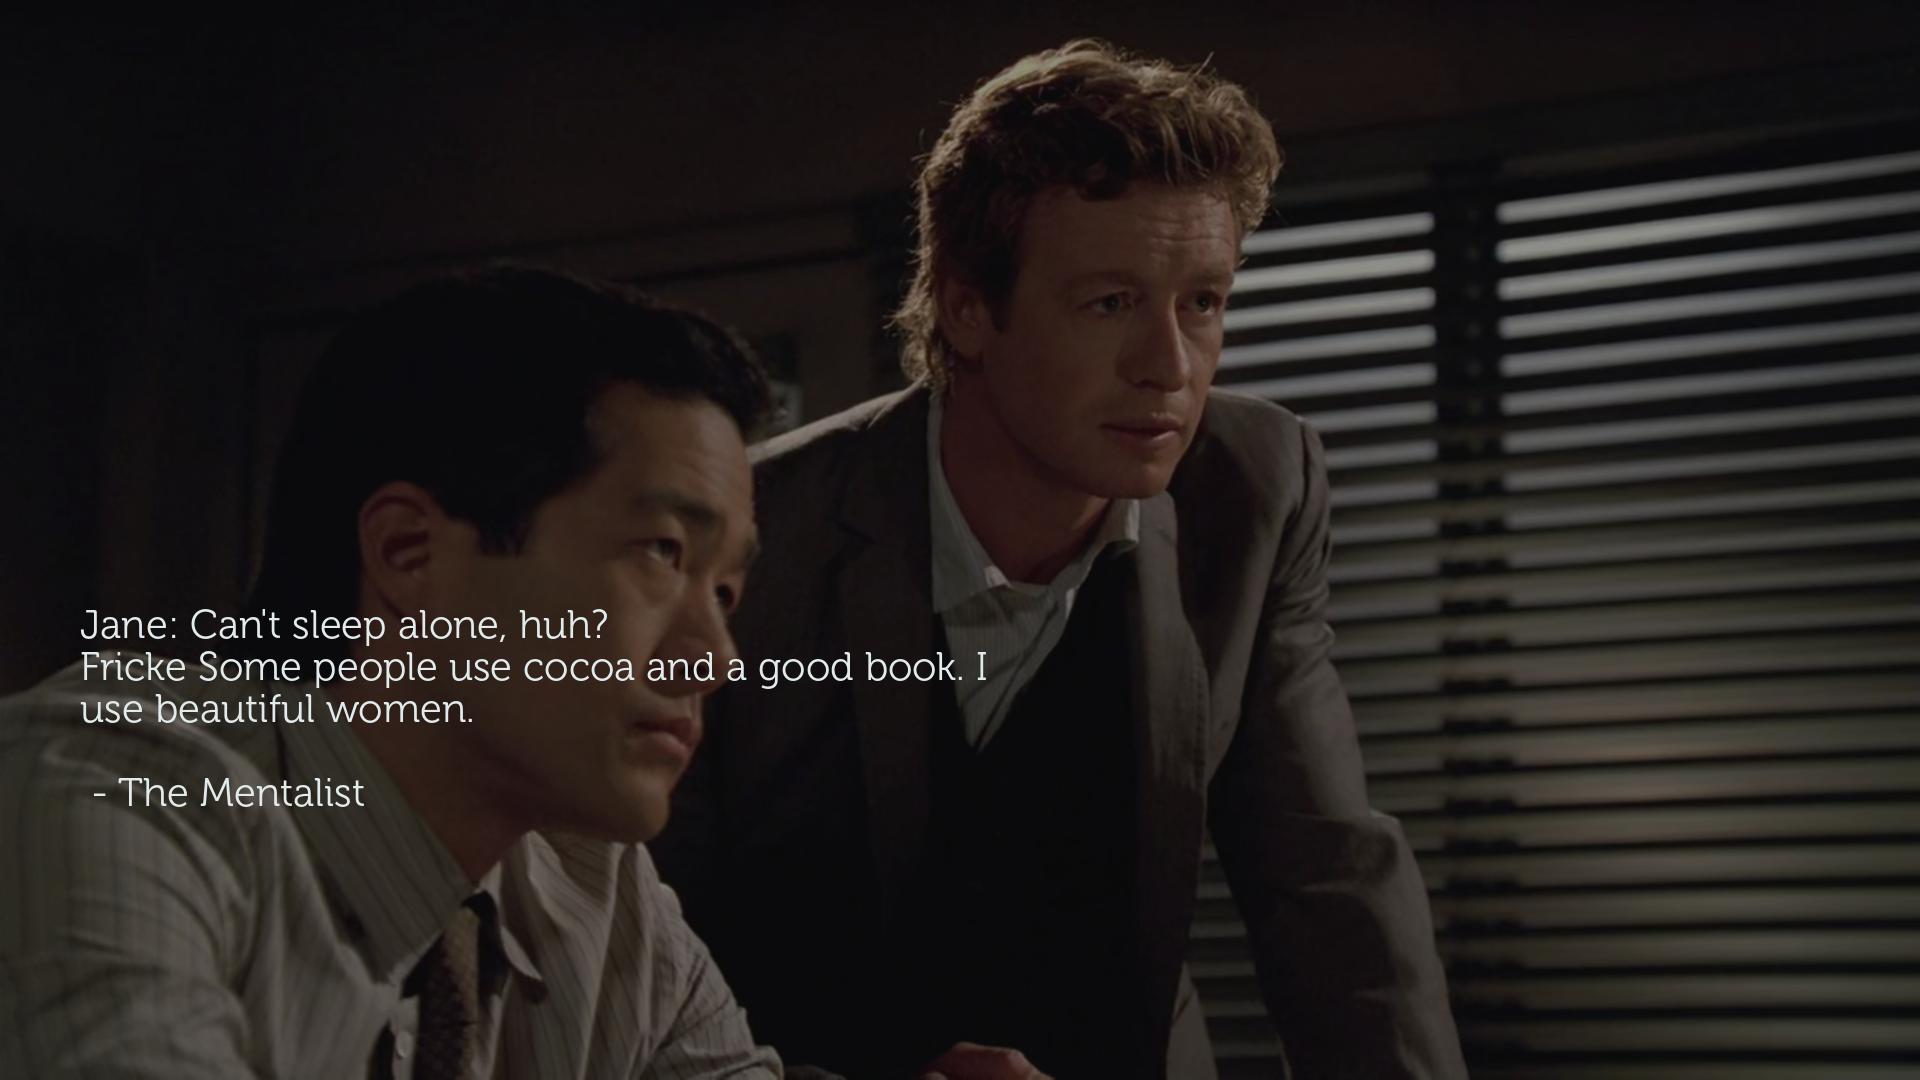 Jane: Can't sleep alone, huh?
Fricke Some people use cocoa and a good book. I
use beautiful women.
- The Mentalist